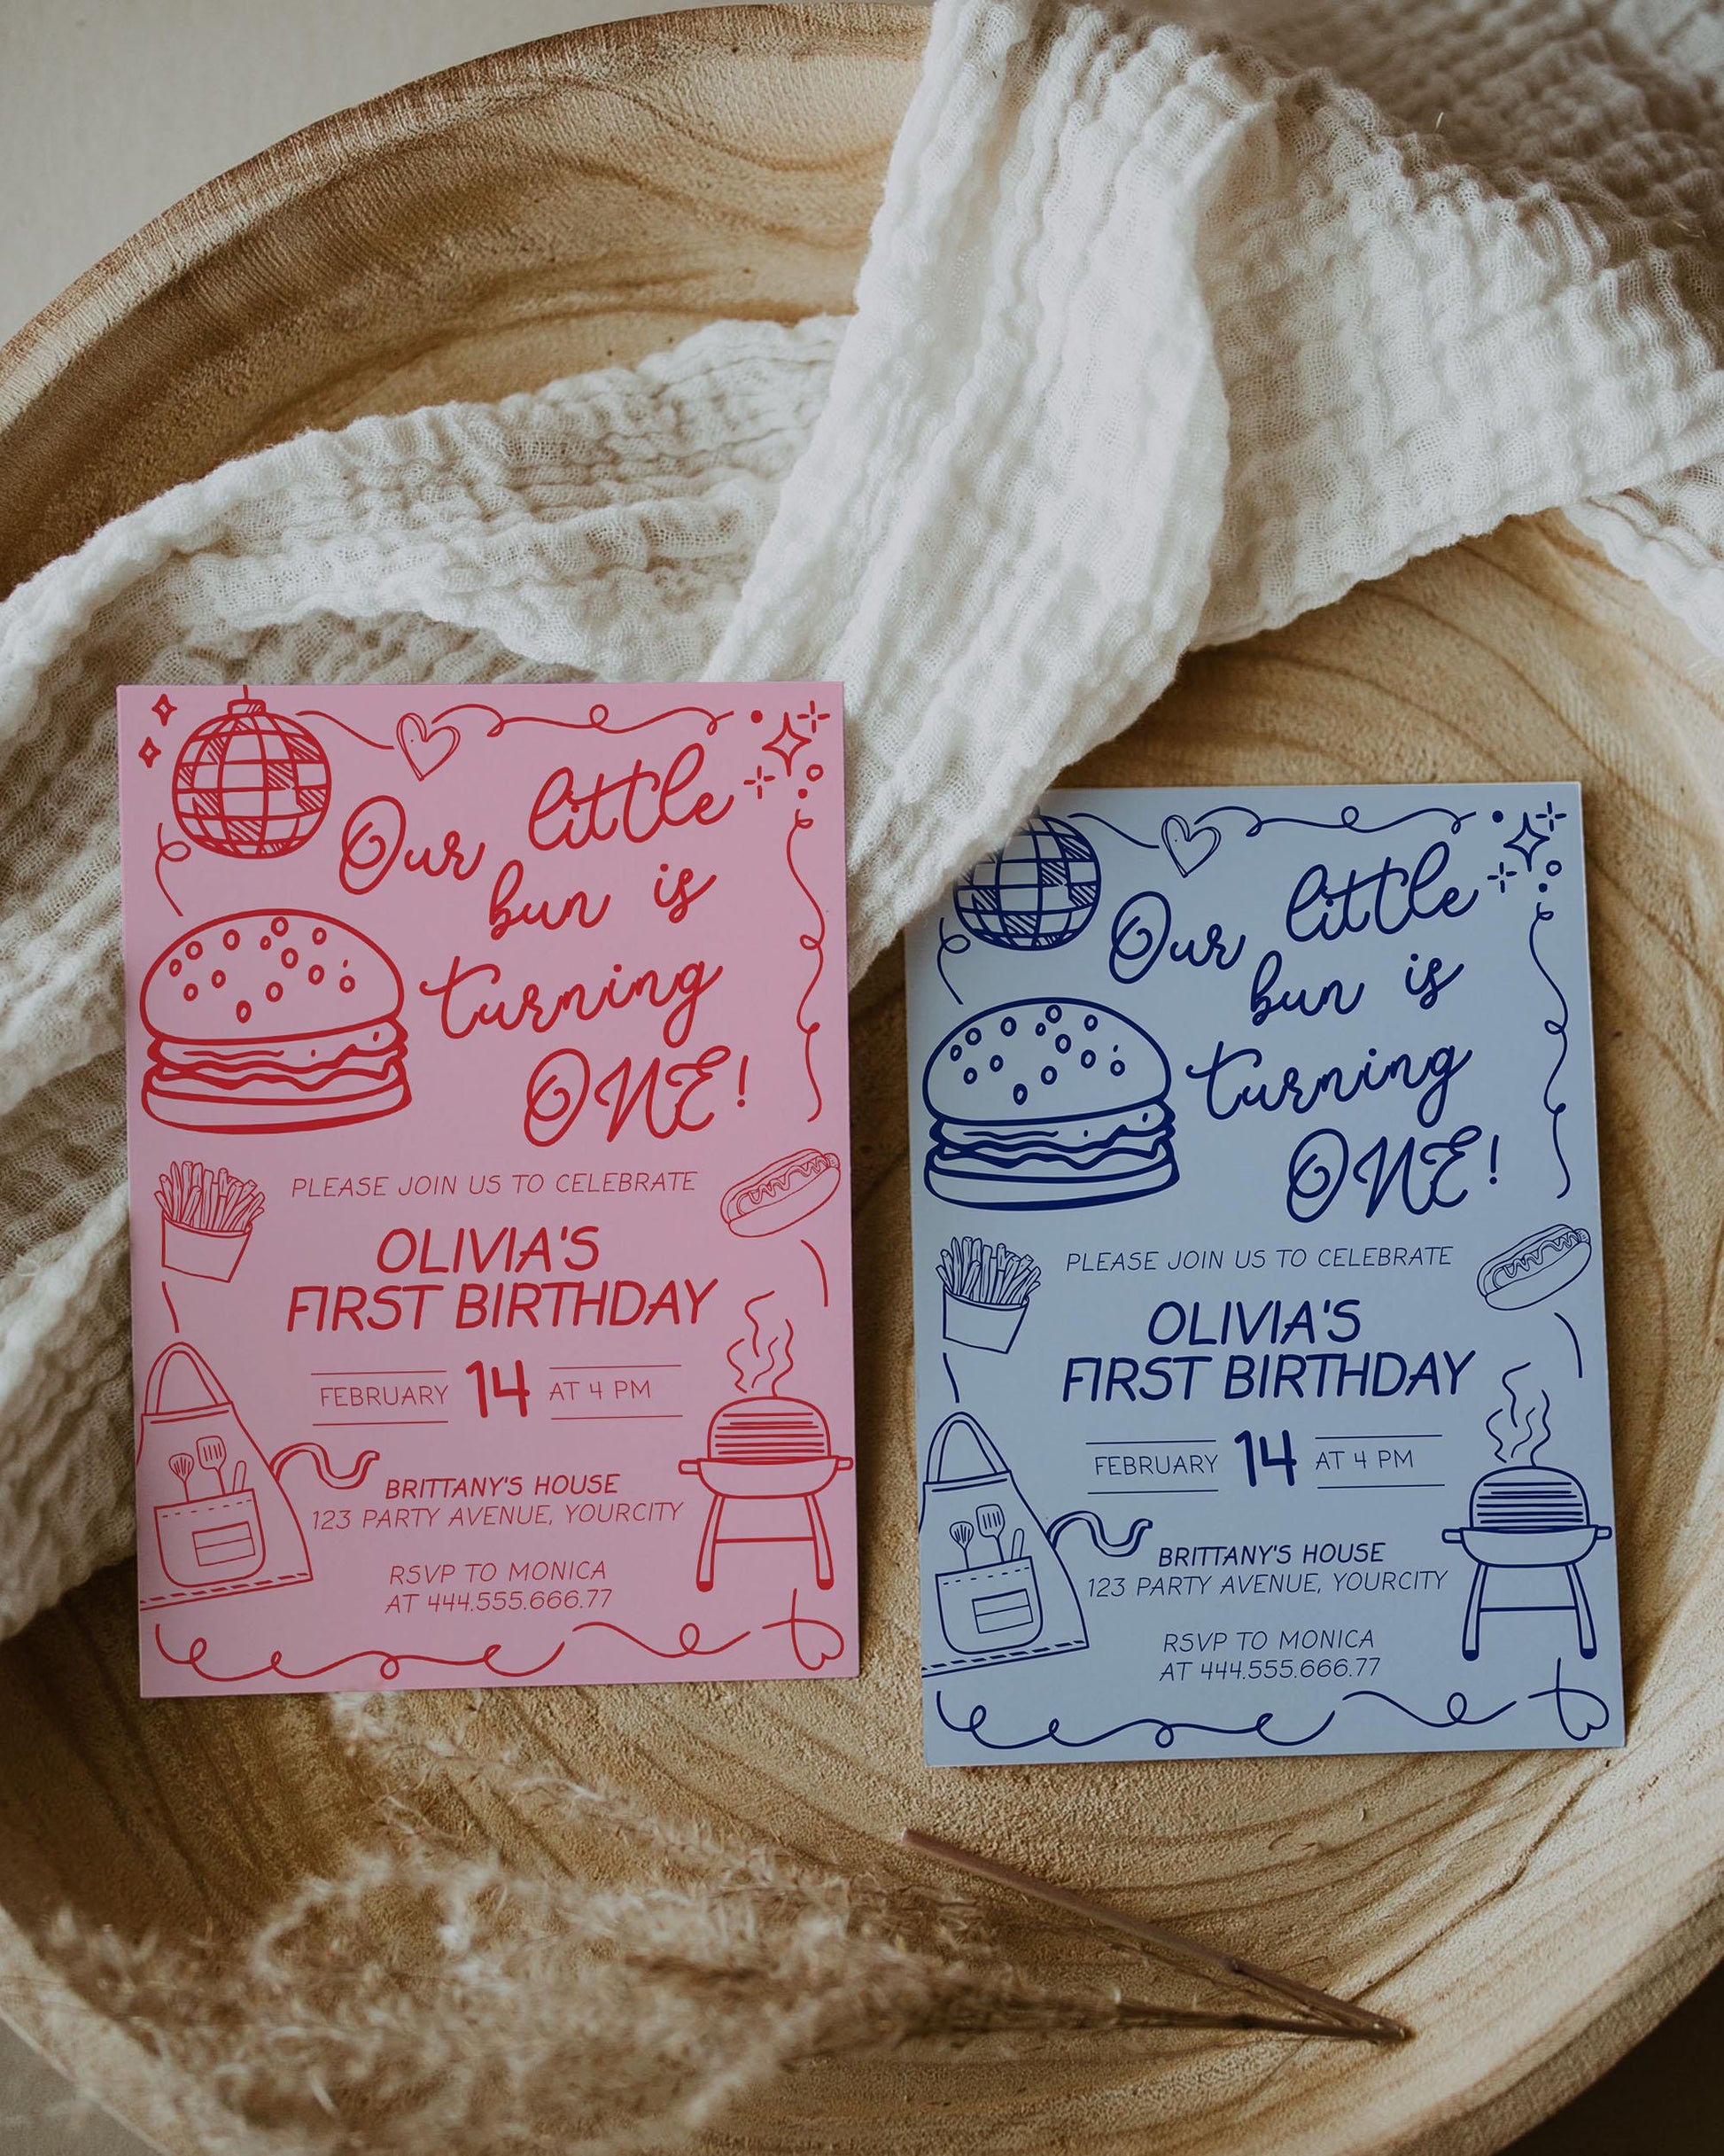 Our little
bun is
turning
ONE!
PLEASE JOIN US TO CELEBRATE
OLIVIA'S
FIRST BIRTHDAY
FEBRUARY 14 AT 4 PM
BRITTANY'S HOUSE
123 PARTY AVENUE, YOURCITY
RSVP TO MONICA
AT 444.555.666.77
Our little
bun is
turning
ONE!
PLEASE JOIN US TO CELEBRATE
OLIVIA'S
FIRST BIRTHDAY
FEBRUARY 14 AT 4 PM
BRITTANY'S HOUSE
123 PARTY AVENUE, YOURCITY
RSVP TO MONICA
AT 444.555.666.77